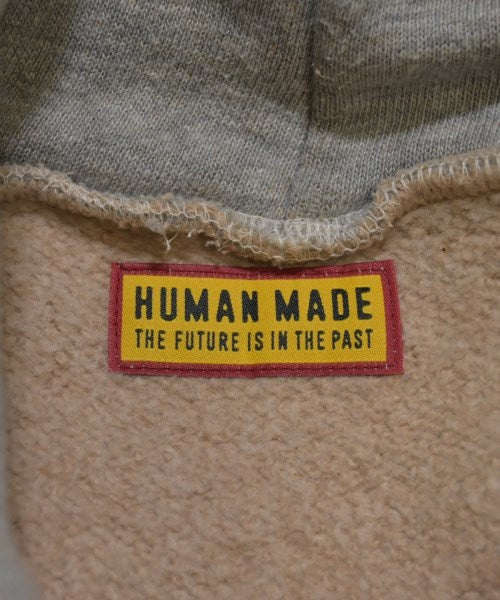 HUMAN MADE
THE FUTURE IS IN THE PAST